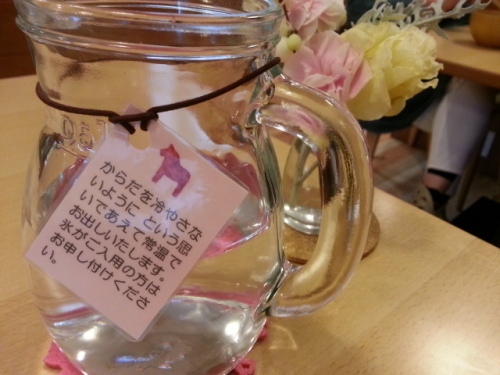 からだを冷やさな
いように という思
いであえて常温で
お出しいたします。
氷がご入用の方は
お申し付けくださ
い。